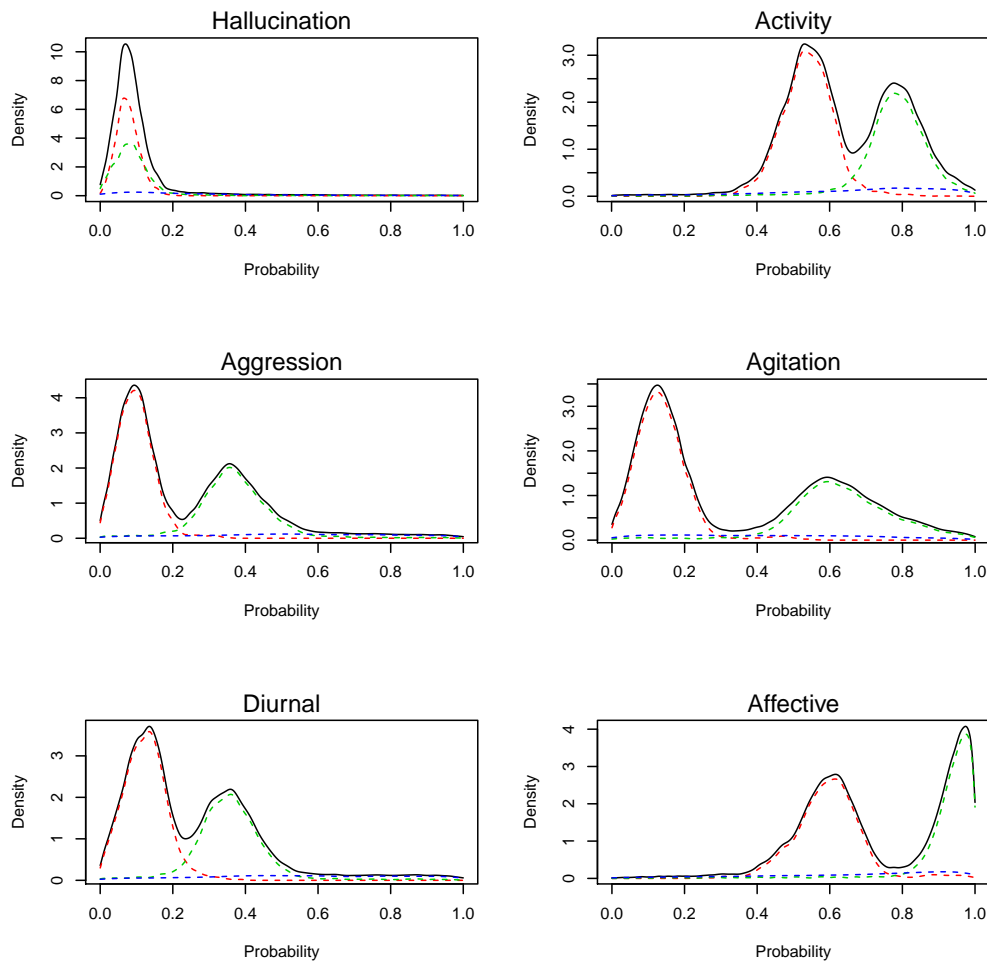 Hallucination
Density
0 2 4 6 8 10
0.0 0.2 0.4 0.6 0.8 1.0
Probability
Activity
Density
0.0 1.0 2.0 3.0
0.0 0.2 0.4 0.6 0.8 1.0
Probability
Aggression
Density
0 1 2 3 4
0.0 0.2 0.4 0.6 0.8 1.0
Probability
Agitation
Density
0.0 1.0 2.0 3.0
0.0 0.2 0.4 0.6 0.8 1.0
Probability
Diurnal
Density
0 1 2 3
0.0 0.2 0.4 0.6 0.8 1.0
Probability
Affective
Density
0 1 2 3 4
0.0 0.2 0.4 0.6 0.8 1.0
Probability